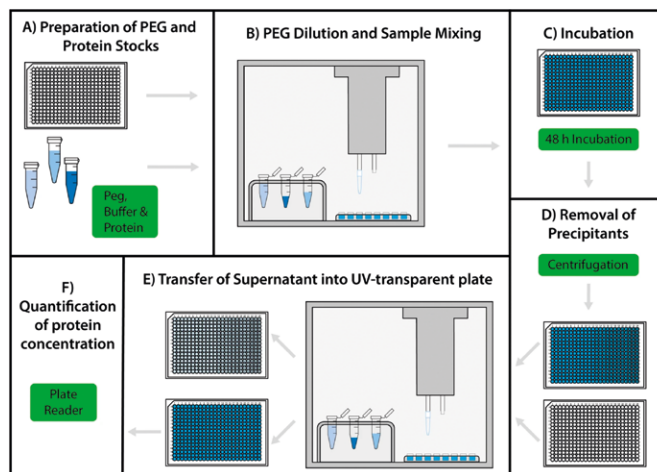 A) Preparation of PEG and
Protein Stocks
Peg,
Buffer &
Protein
B) PEG Dilution and Sample Mixing
C) Incubation
48 h Incubation
D) Removal of
Precipitants
Centrifugation
E) Transfer of Supernatant into UV-transparent plate
F)
Quantification
of protein
concentration
Plate
Reader